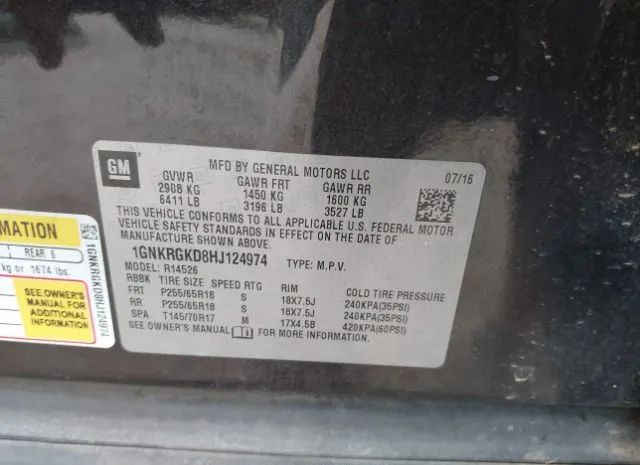 GM
MFD BY GENERAL MOTORS LLC 07/16
GVWR GAWR FRT GAWR RR
2908 KG 1450 KG 1600 KG
6411 LB 3196 LB 3527 LB
THIS VEHICLE CONFORMS TO ALL APPLICABLE U.S. FEDERAL MOTOR
VEHICLE SAFETY STANDARDS IN EFFECT ON THE DATE OF
MANUFACTURE SHOWN ABOVE.
1GNKRGKD8HJ124974 TYPE: M.P.V.
MODEL: R14526
RBBK TIRE SIZE SPEED RTG RIM COLD TIRE PRESSURE
FRT P255/65R18 S 18X7.5J 240KPA(35PSI)
RR P255/65R18 S 18X7.5J 240KPA(35PSI)
SPA T145/70R17 M 17X4.5B 420KPA(60PSI)
SEE OWNER'S MANUAL FOR MORE INFORMATION.
MATION
REAR 6
kg or 1674 lbs.
SEE OWNER'S
MANUAL FOR
ADDITIONAL
INFORMATION
1GNKRGKD8HJ124974